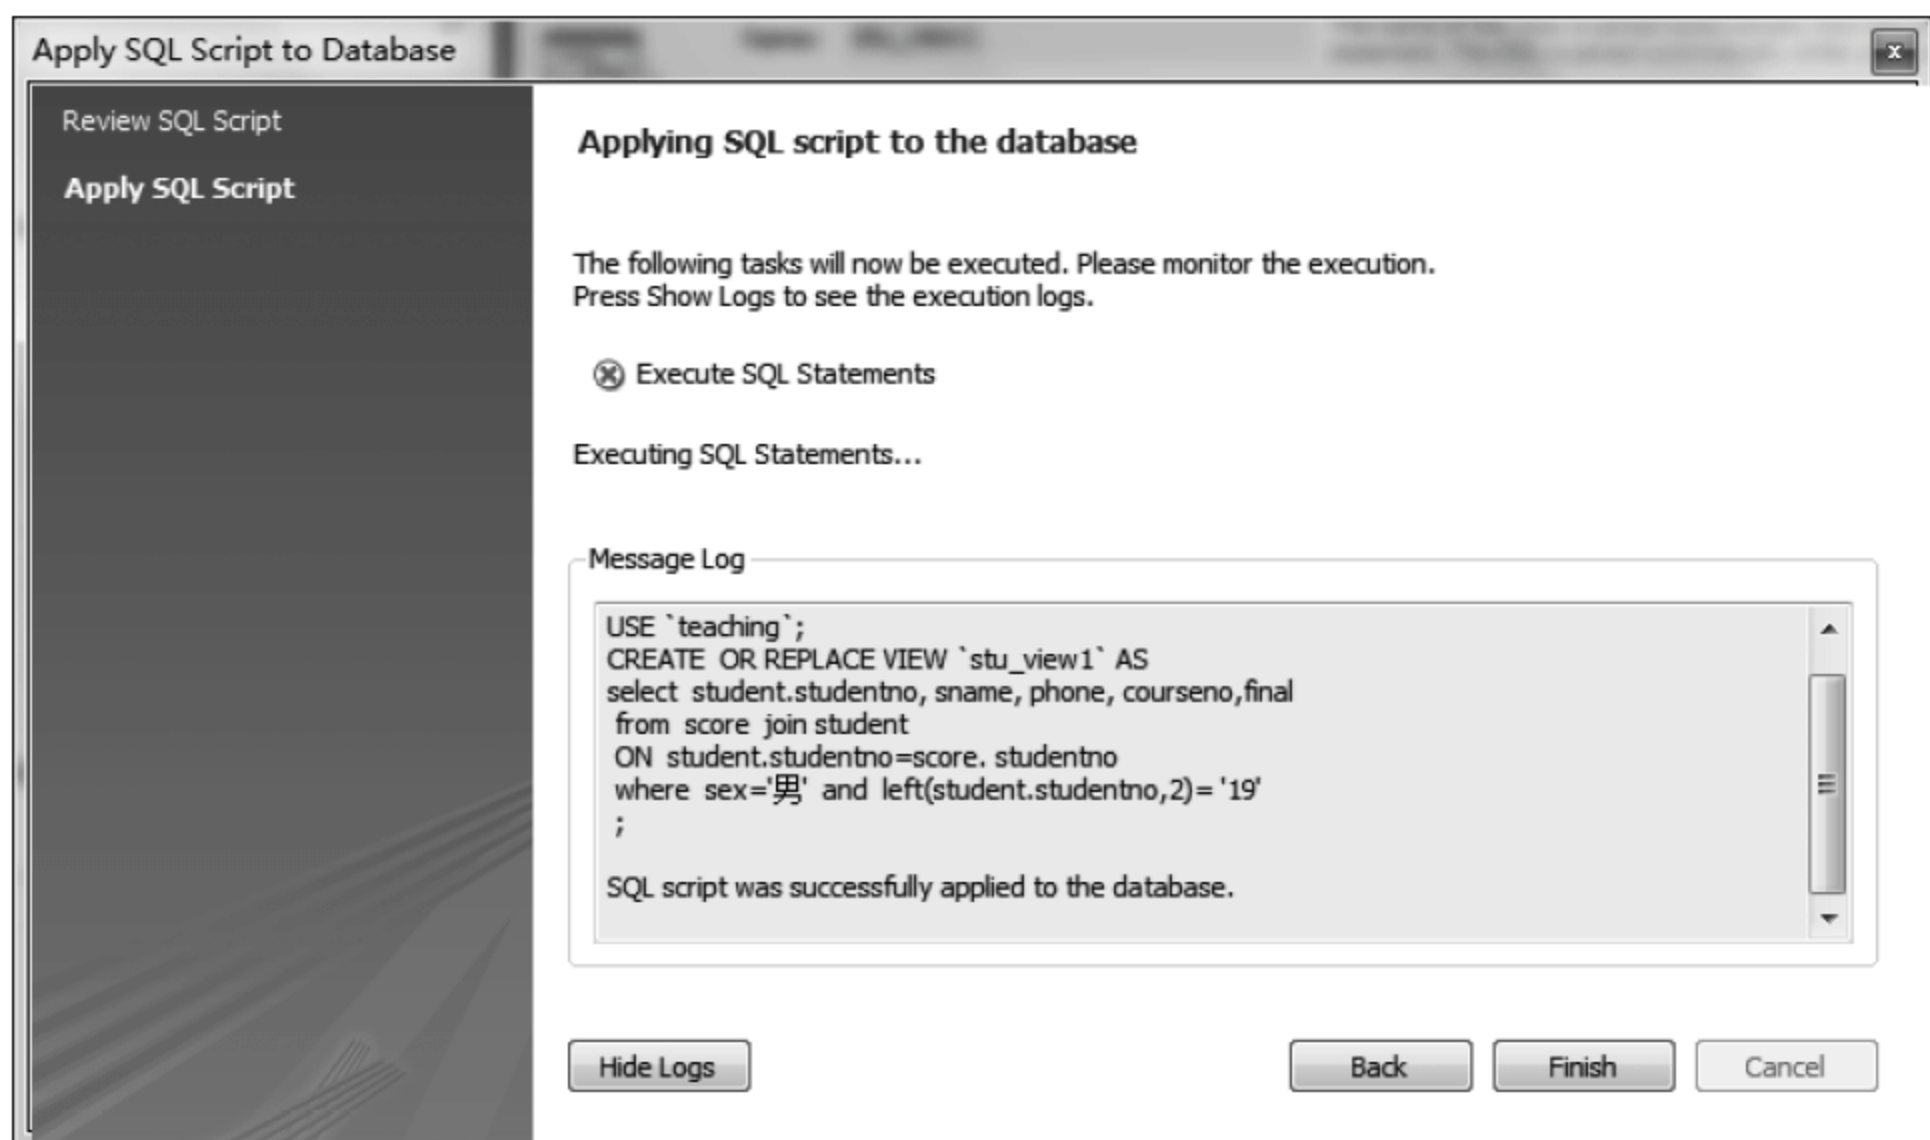 Apply SQL Script to Database
Review SQL Script
Apply SQL Script
Applying SQL script to the database
The following tasks will now be executed. Please monitor the execution.
Press Show Logs to see the execution logs.
Execute SQL Statements
Executing SQL Statements...
Message Log
USE `teaching`;
CREATE OR REPLACE VIEW `stu_view1` AS
select student.studentno, sname, phone, courseno,final
from score join student
ON student.studentno=score. studentno
where sex='男' and left(student.studentno,2)= '19'
;
SQL script was successfully applied to the database.
Hide Logs
Back
Finish
Cancel